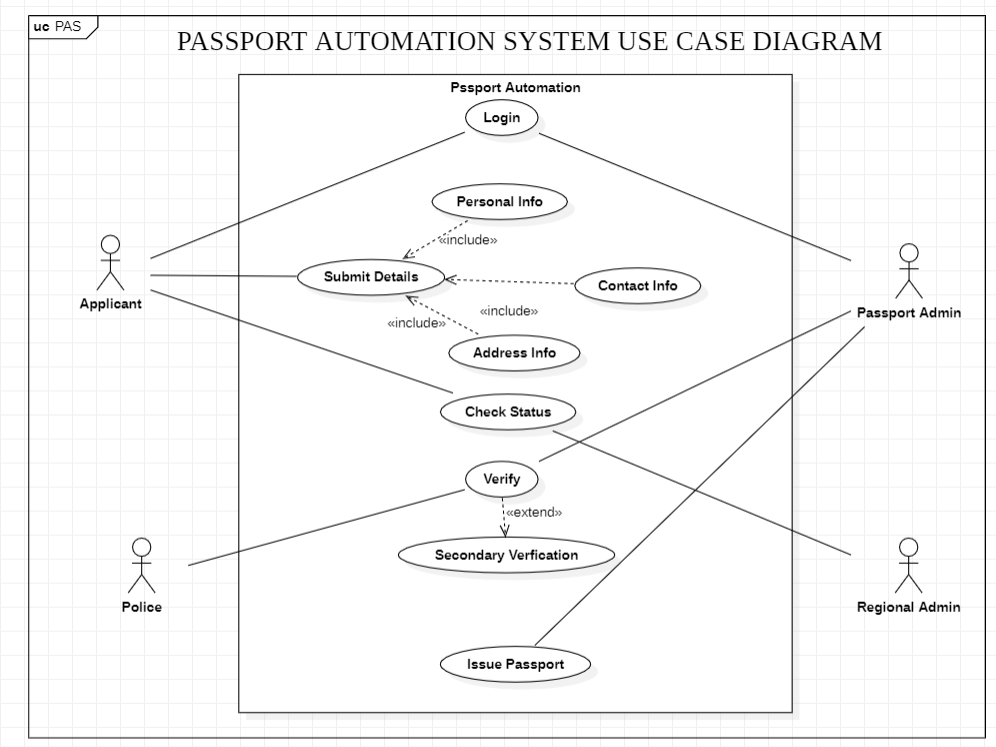 uc PAS
PASSPORT AUTOMATION SYSTEM USE CASE DIAGRAM
Pssport Automation
Login
Personal Info
«include»
Submit Details
Contact Info
Applicant
Passport Admin
«include»
«include»
Address Info
Check Status
Verify
«extend»
Secondary Verfication
Police
Regional Admin
Issue Passport